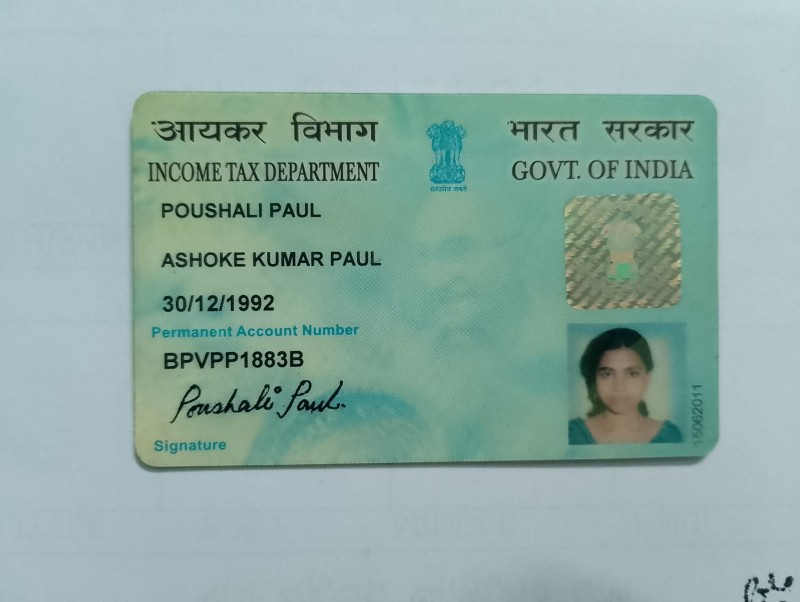 आयकर विभाग
INCOME TAX DEPARTMENT
भारत सरकार
GOVT. OF INDIA
सत्यमेव जयते
POUSHALI PAUL
ASHOKE KUMAR PAUL
30/12/1992
Permanent Account Number
BPVPP1883B
Poushali Paul.
Signature
15062011